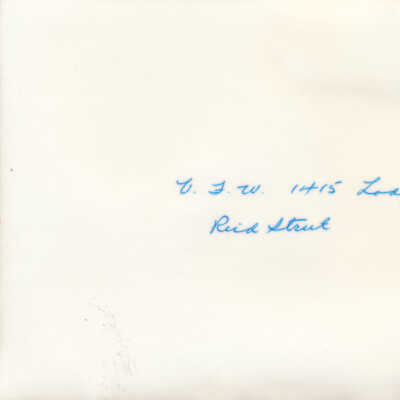 V. F. W. 1415 Lod
Reid Street